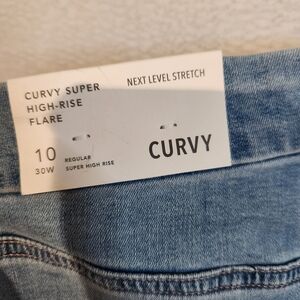 CURVY SUPER
HIGH-RISE
FLARE
NEXT LEVEL STRETCH
10 REGULAR
30W SUPER HIGH RISE
CURVY